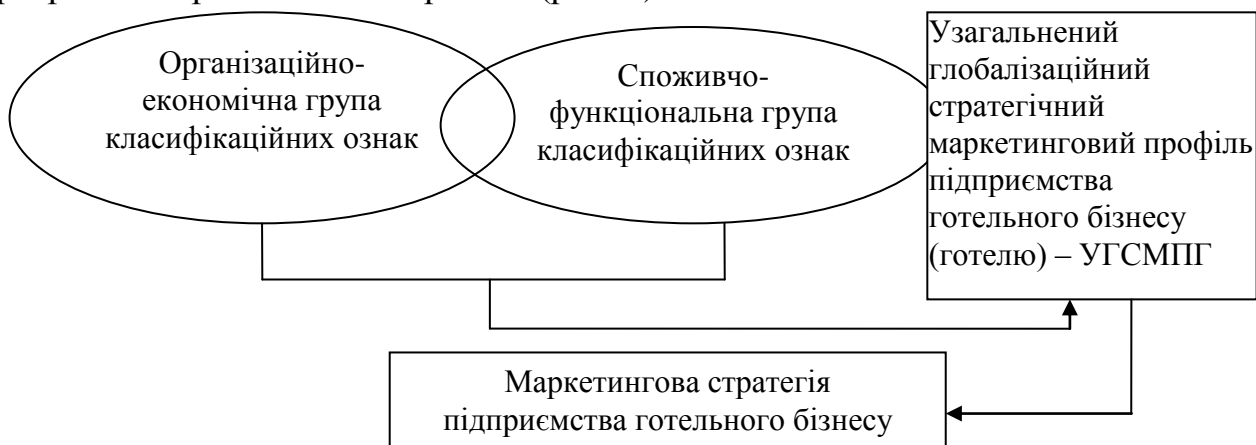 Організаційно-
економічна група
класифікаційних ознак
Споживчо-
функціональна група
класифікаційних ознак
Узагальнений
глобалізаційний
стратегічний
маркетинговий профіль
підприємства
готельного бізнесу
(готелю) – УГСМПГ
Маркетингова стратегія
підприємства готельного бізнесу